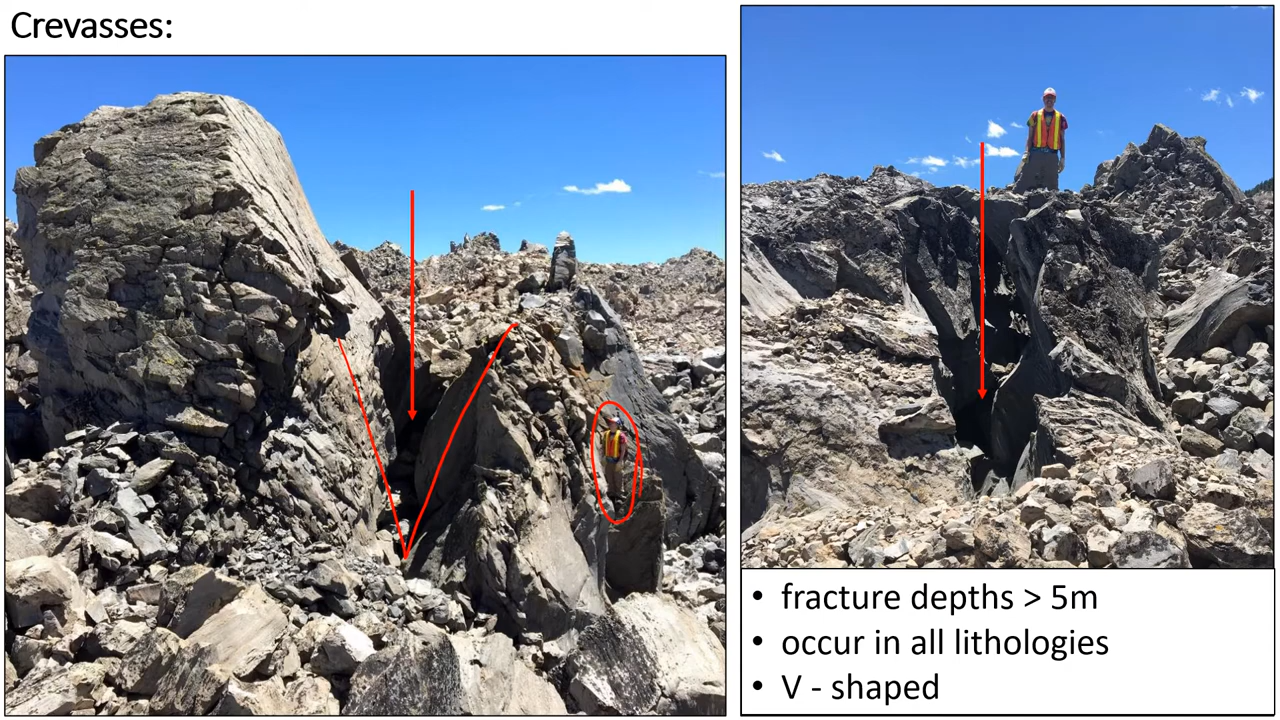 Crevasses:
• fracture depths > 5m
• occur in all lithologies
• V - shaped